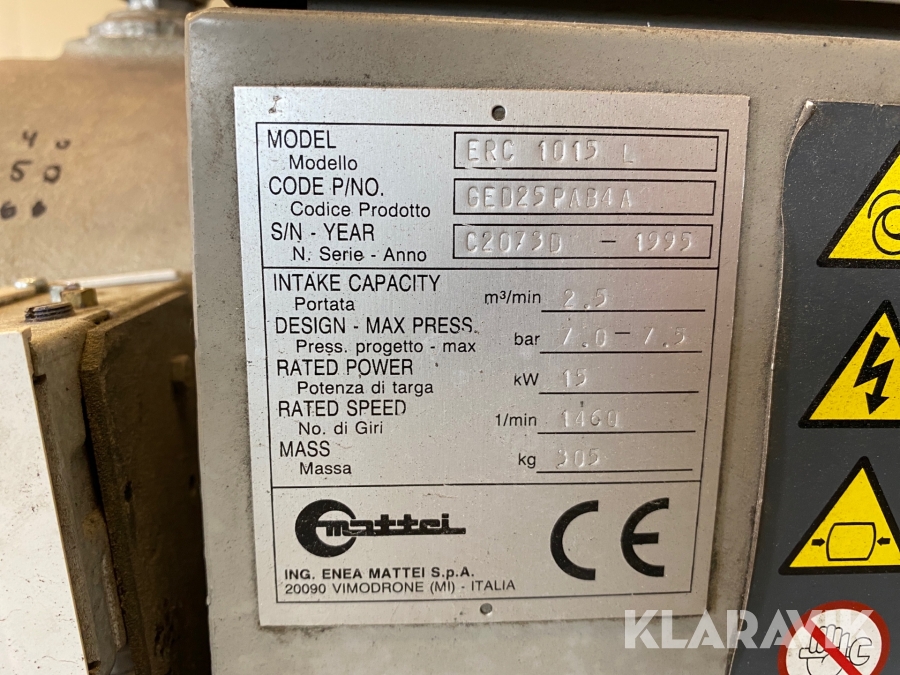 40
50
MODEL ERC 1015 L
Modello
CODE P/NO. GED25PAB4A
Codice Prodotto
S/N - YEAR C2073D - 1995
N. Serie - Anno
INTAKE CAPACITY
Portata m³/min 2.5
DESIGN - MAX PRESS.
Press. progetto - max bar 7.0-7.5
RATED POWER
Potenza di targa kW 15
RATED SPEED
No. di Giri 1/min 1460
MASS
Massa kg 305
mattei
CE
ING. ENEA MATTEI S.p.A.
20090 VIMODRONE (MI) - ITALIA
KLARAVIK